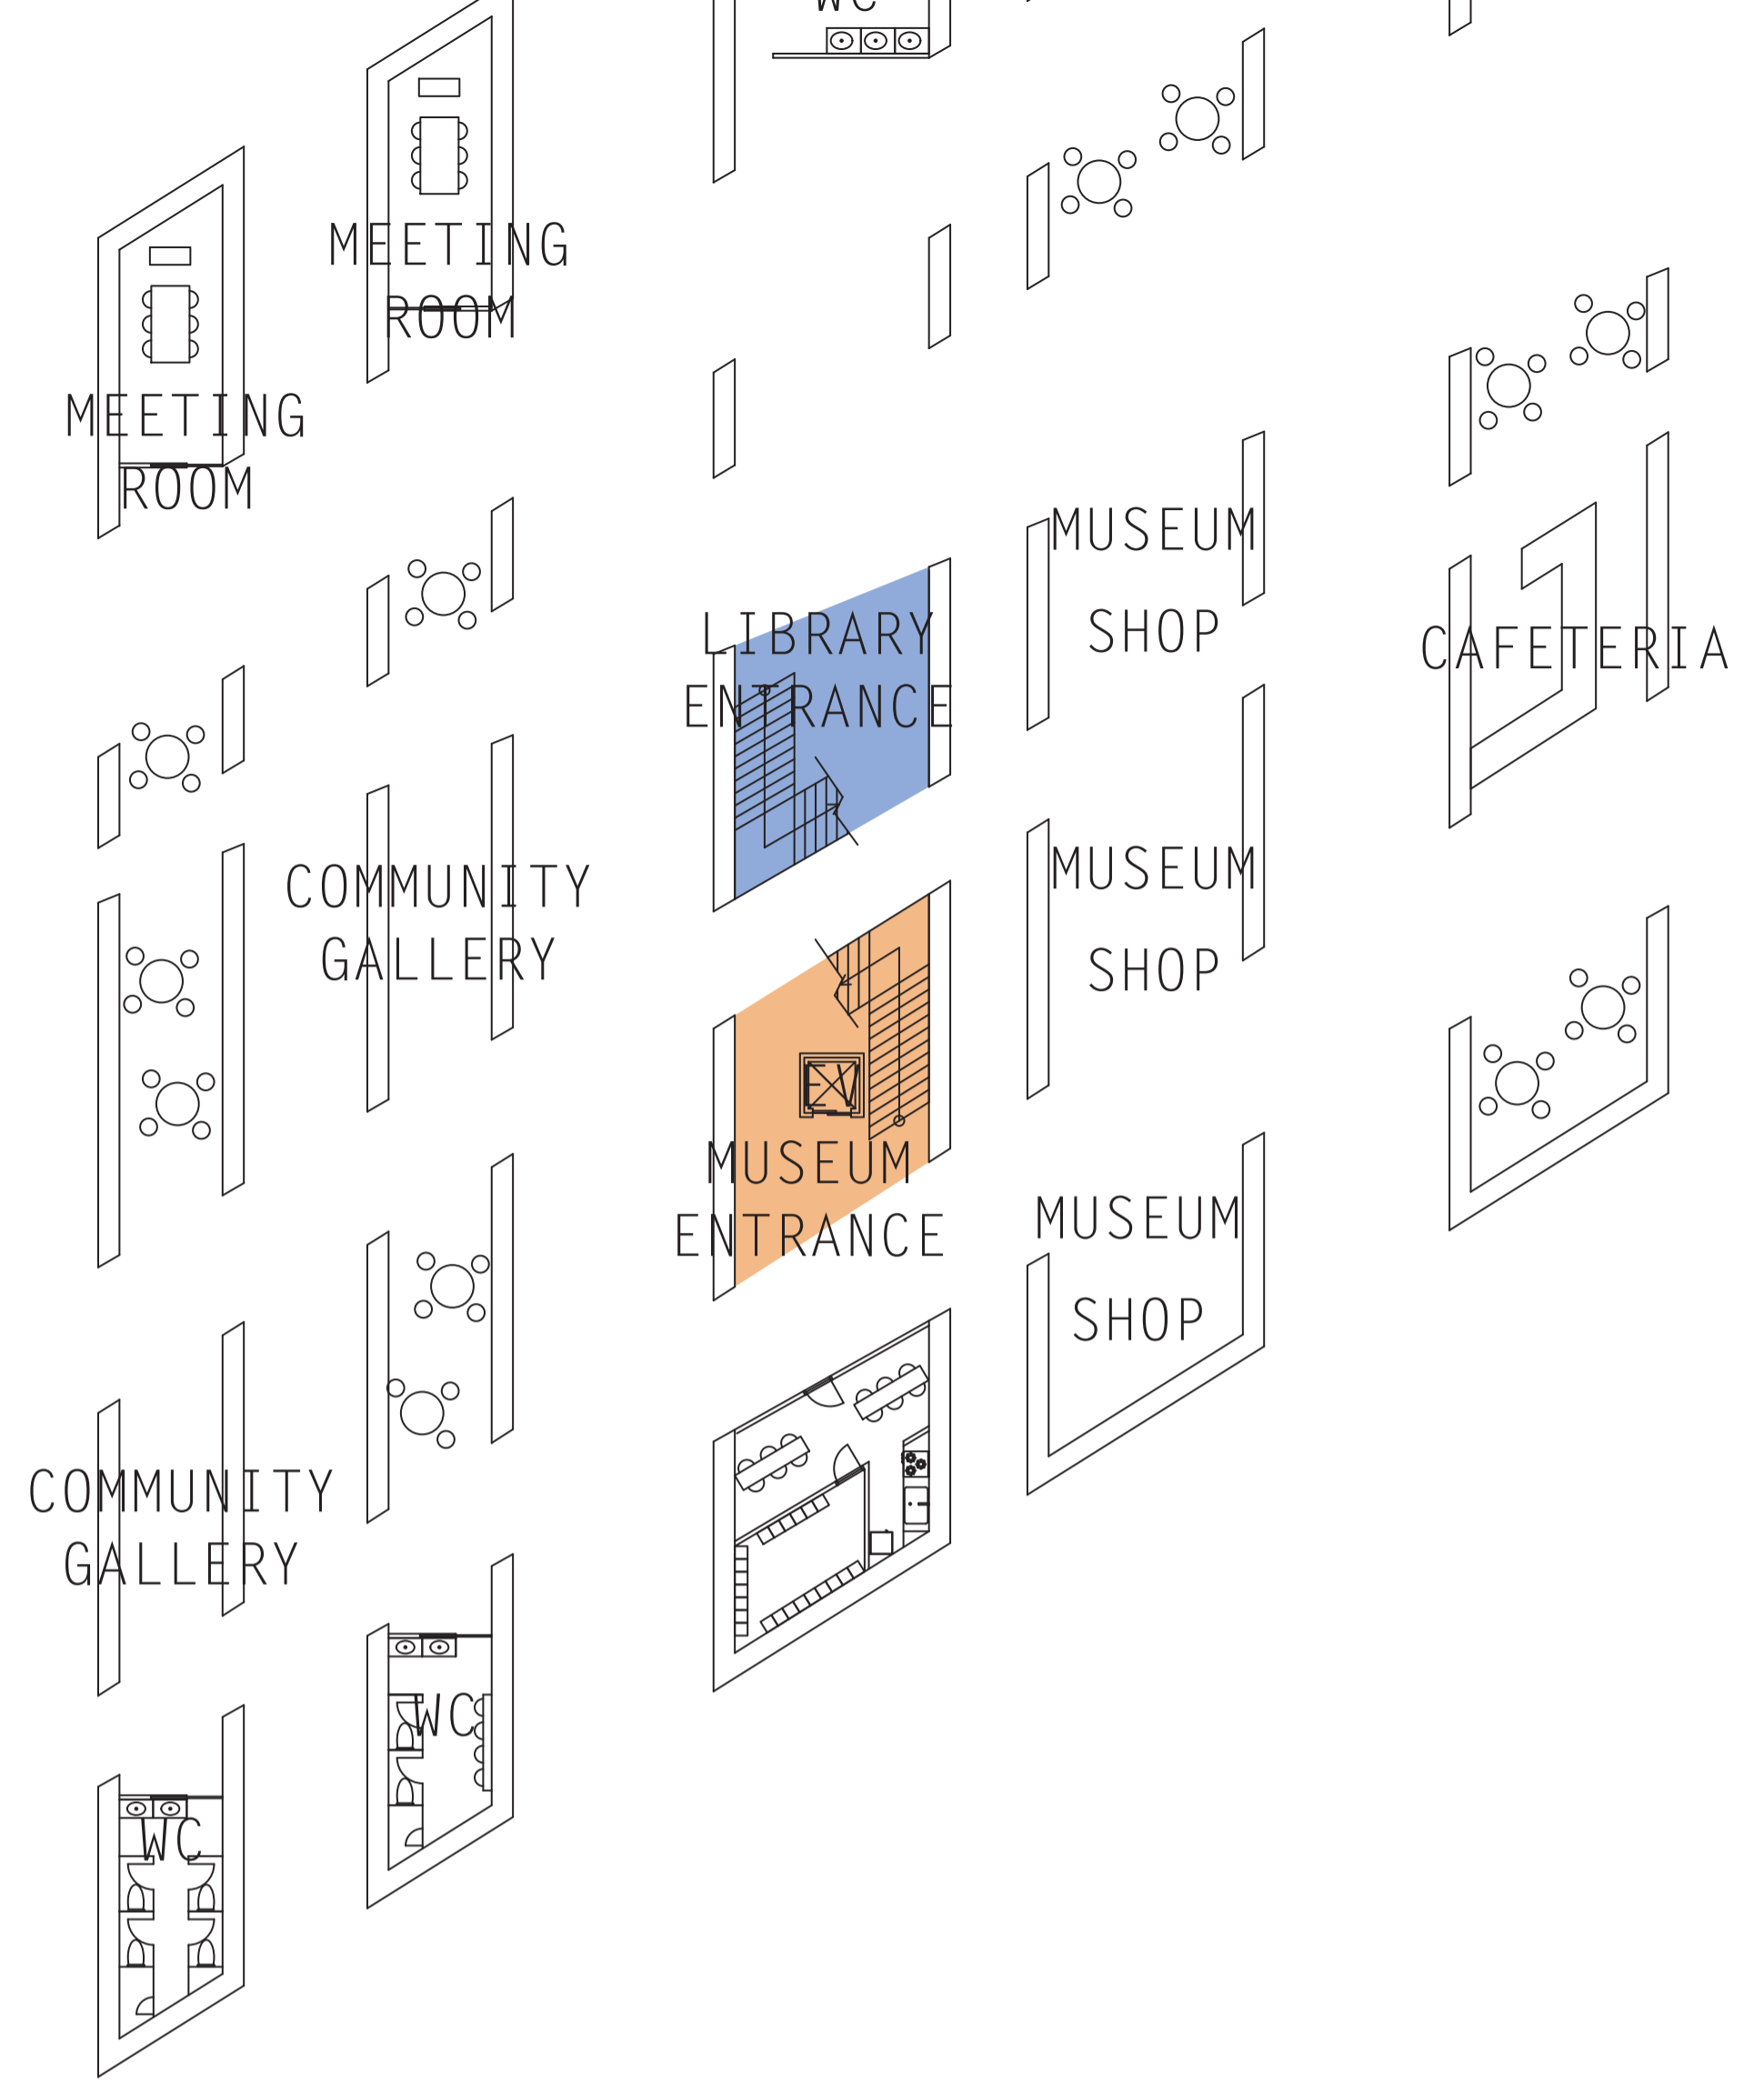 WC
MEETING
ROOM
MEETING
ROOM
MUSEUM
SHOP
LIBRARY
ENTRANCE
CAFETERIA
COMMUNITY
GALLERY
MUSEUM
SHOP
EV
MUSEUM
ENTRANCE
MUSEUM
SHOP
COMMUNITY
GALLERY
WC
WC